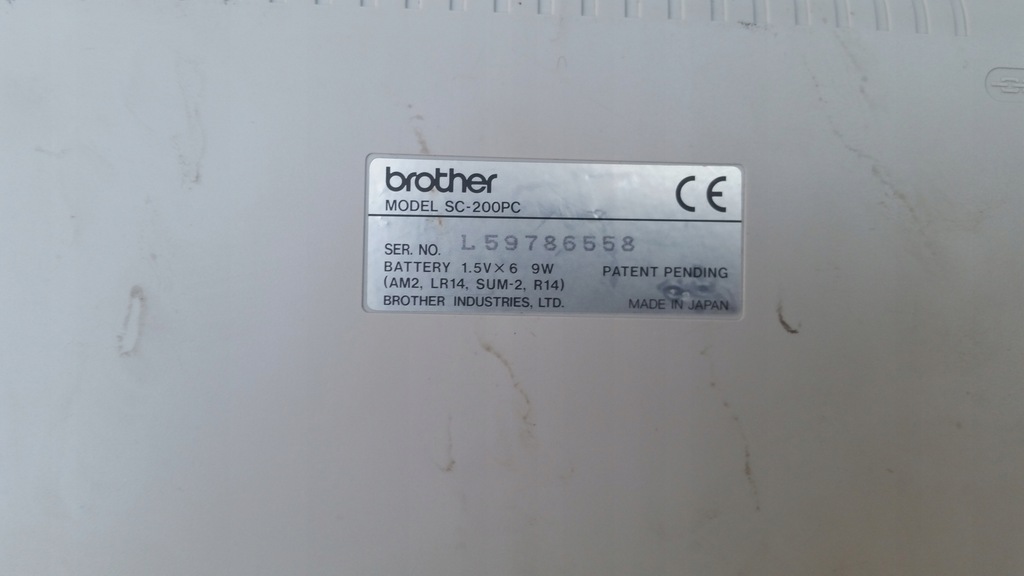 brother
CE
MODEL SC-200PC
SER. NO. L59786558
BATTERY 1.5V×6 9W PATENT PENDING
(AM2, LR14, SUM-2, R14)
BROTHER INDUSTRIES, LTD. MADE IN JAPAN